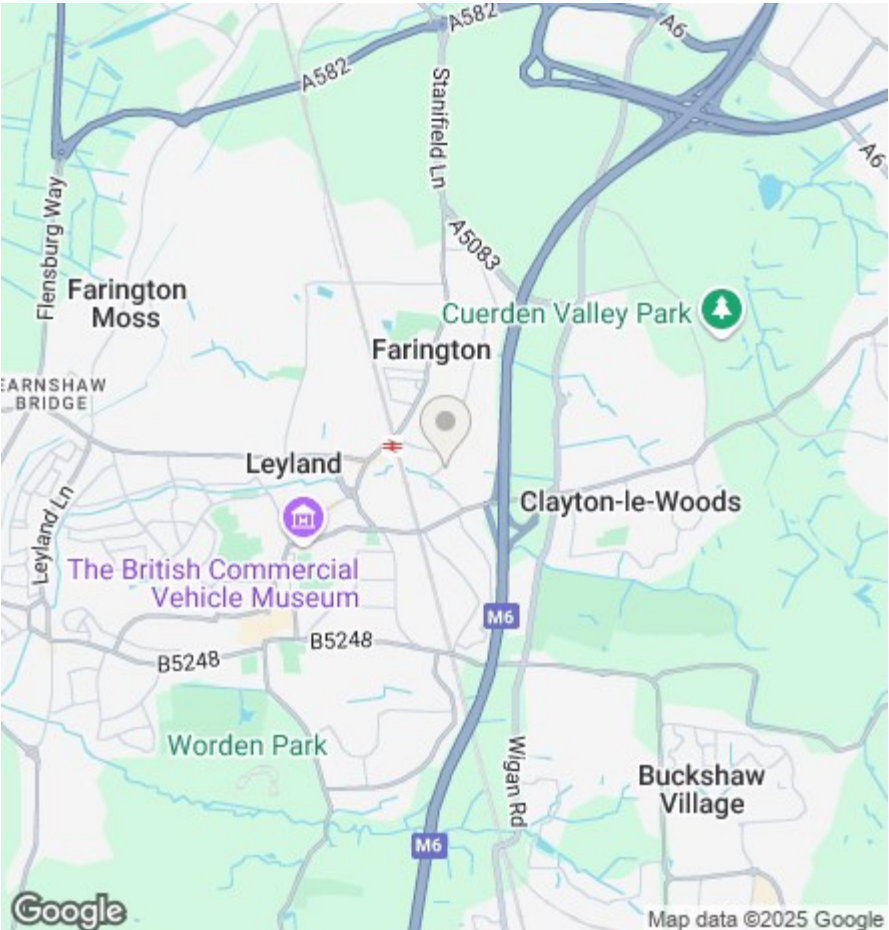 A582
A6
A582
Stanifield Ln
A6
Flensburg Way
A5083
Farington
Moss
Cuerden Valley Park
Farington
EARNSHAW
BRIDGE
Leyland
Clayton-le-Woods
Leyland Ln
The British Commercial
Vehicle Museum
M6
B5248
B5248
Worden Park
Wigan Rd
Buckshaw
Village
M6
Google
Map data ©2025 Google